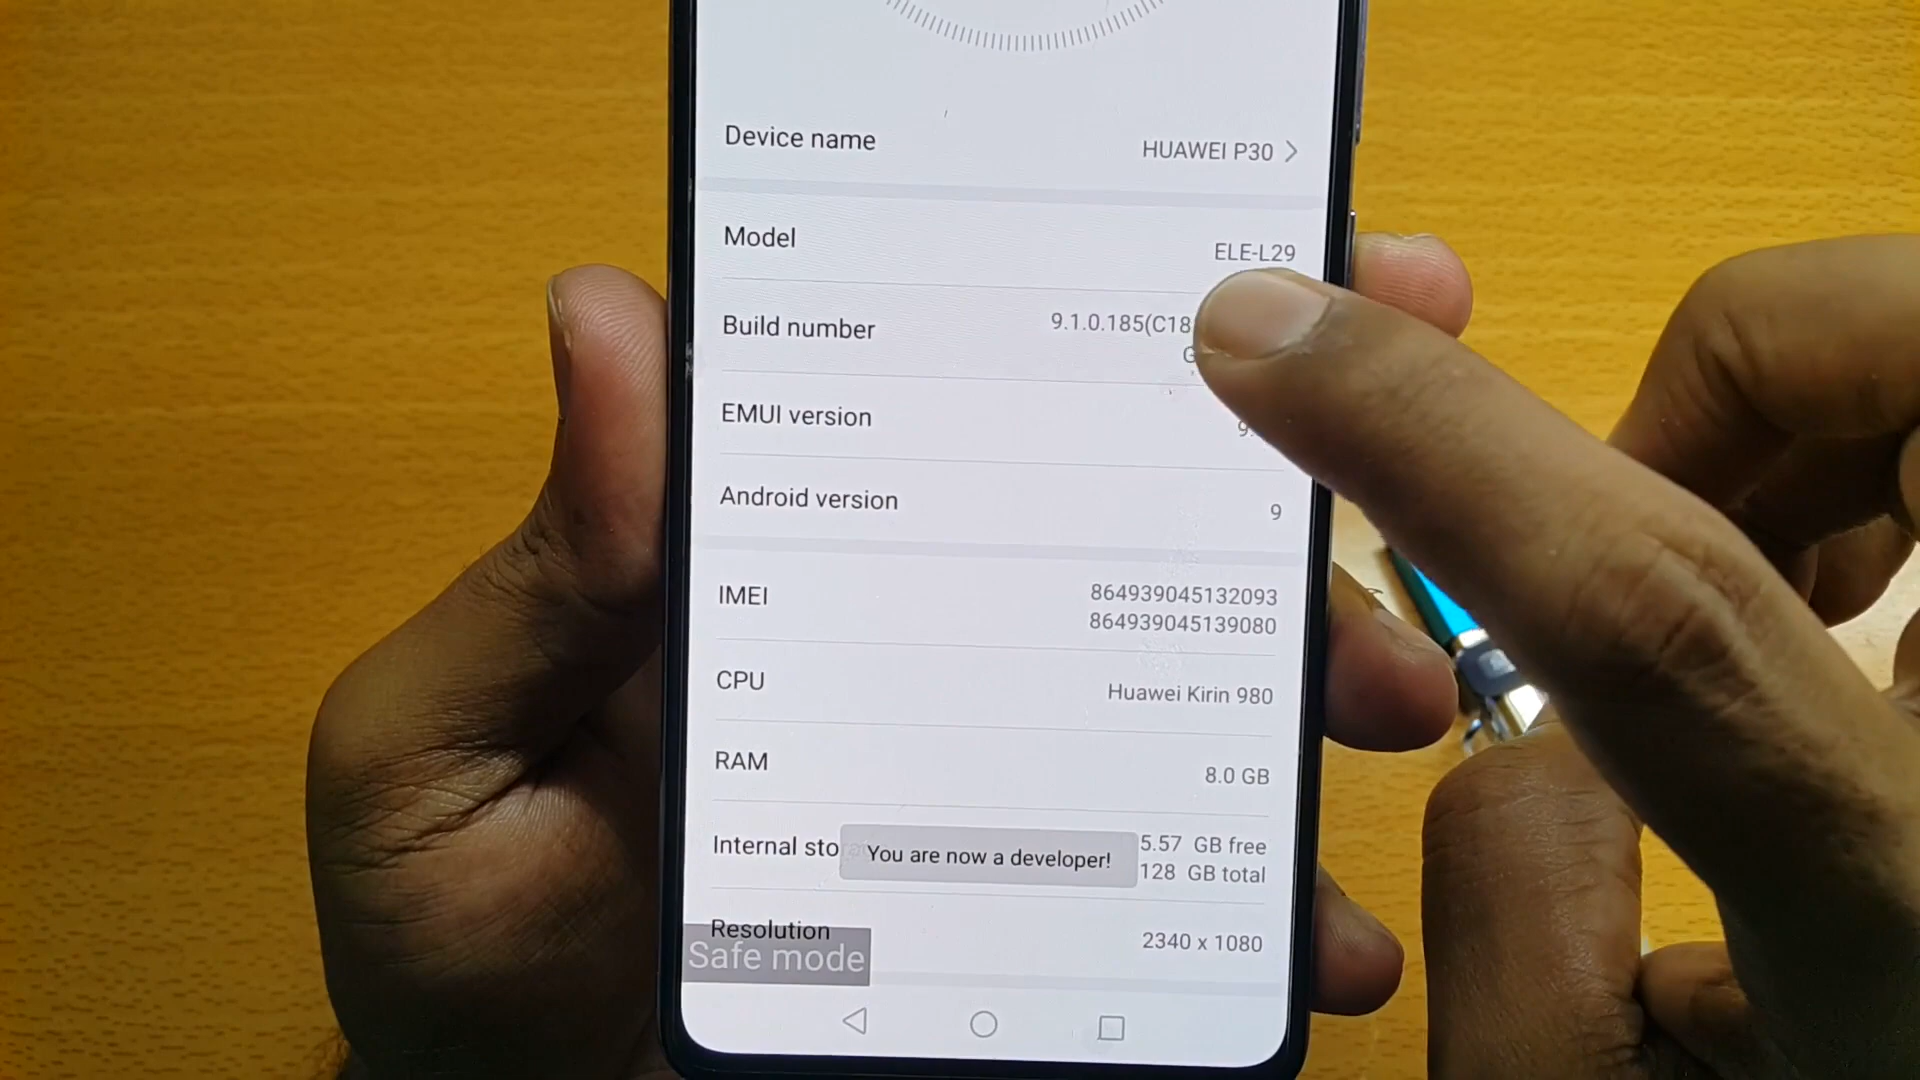 Device name
HUAWEI P30
Model
ELE-L29
Build number
9.1.0.185(C18
G
EMUI version
9.
Android version
9
IMEI
864939045132093
864939045139080
CPU
Huawei Kirin 980
RAM
8.0 GB
Internal sto
5.57 GB free
128 GB total
You are now a developer!
Resolution
2340 x 1080
Safe mode